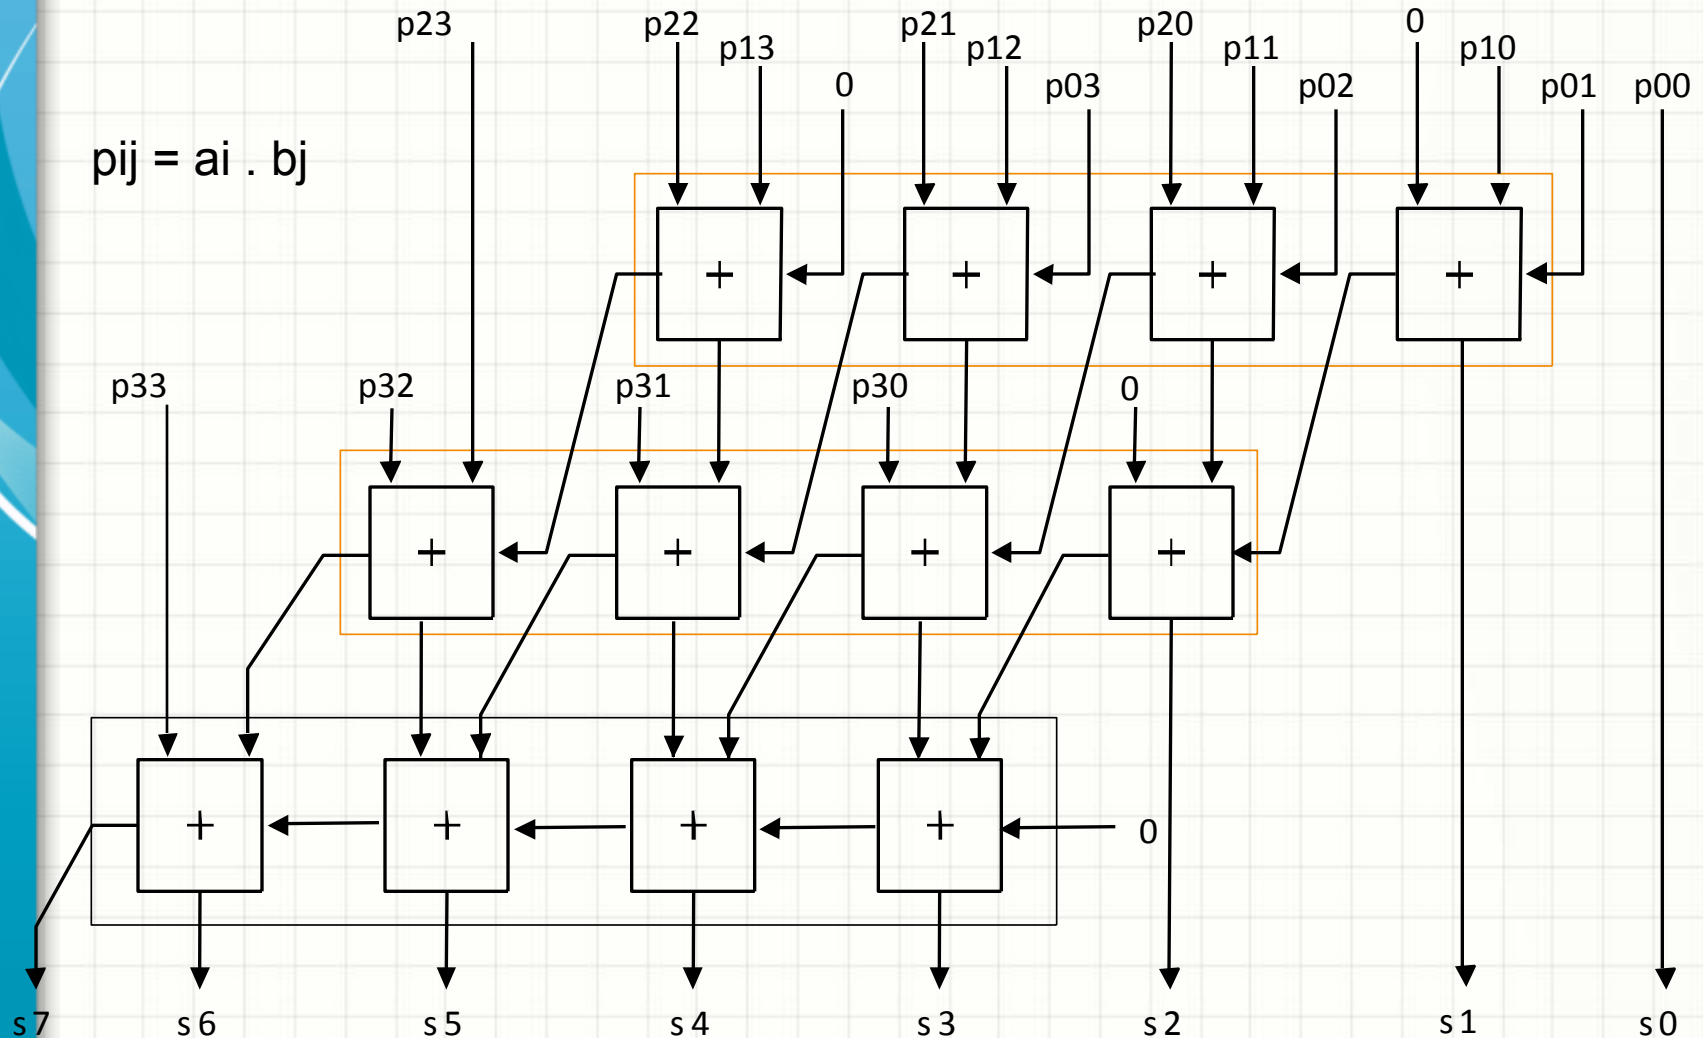 p23 p22 p21 p20 0
p13 p12 p11 p10
0 p03 p02 p01 p00
pij = ai . bj
+ + + +
p33 p32 p31 p30 0
+ + + +
+ + + + 0
s7 s6 s5 s4 s3 s2 s1 s0